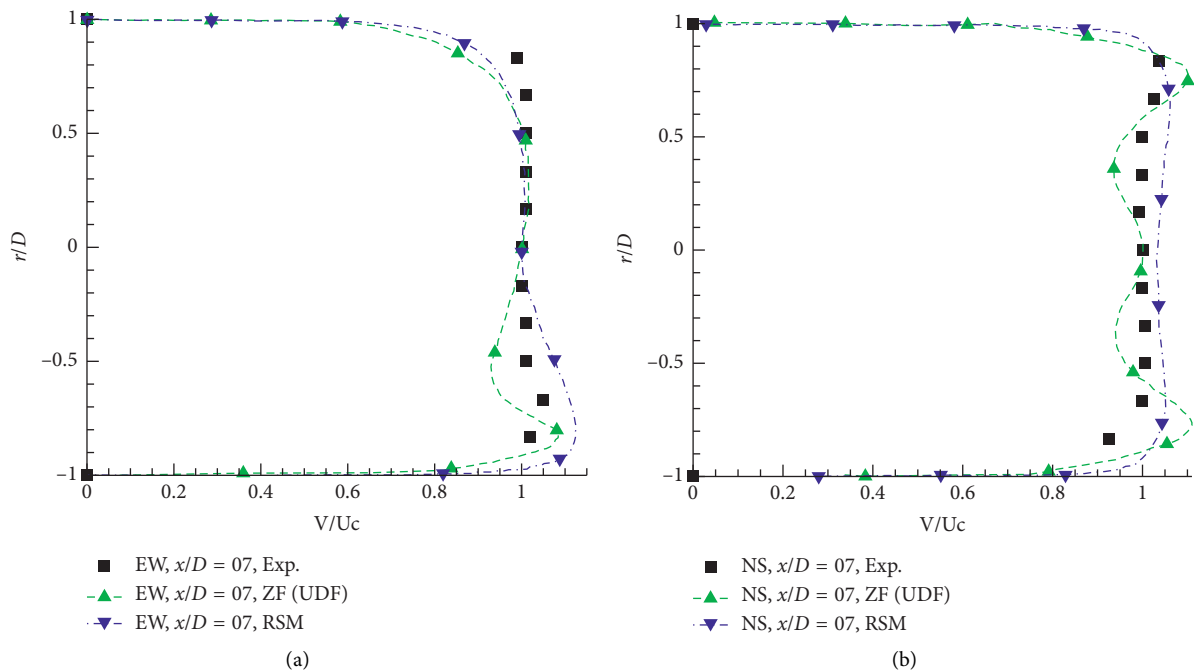 1
0.5
0
−0.5
−1
r/D
0
0.2
0.4
0.6
0.8
1
V/Uc
EW, x/D = 07, Exp.
EW, x/D = 07, ZF (UDF)
EW, x/D = 07, RSM
(a)
1
0.5
0
−0.5
−1
r/D
0
0.2
0.4
0.6
0.8
1
V/Uc
NS, x/D = 07, Exp.
NS, x/D = 07, ZF (UDF)
NS, x/D = 07, RSM
(b)